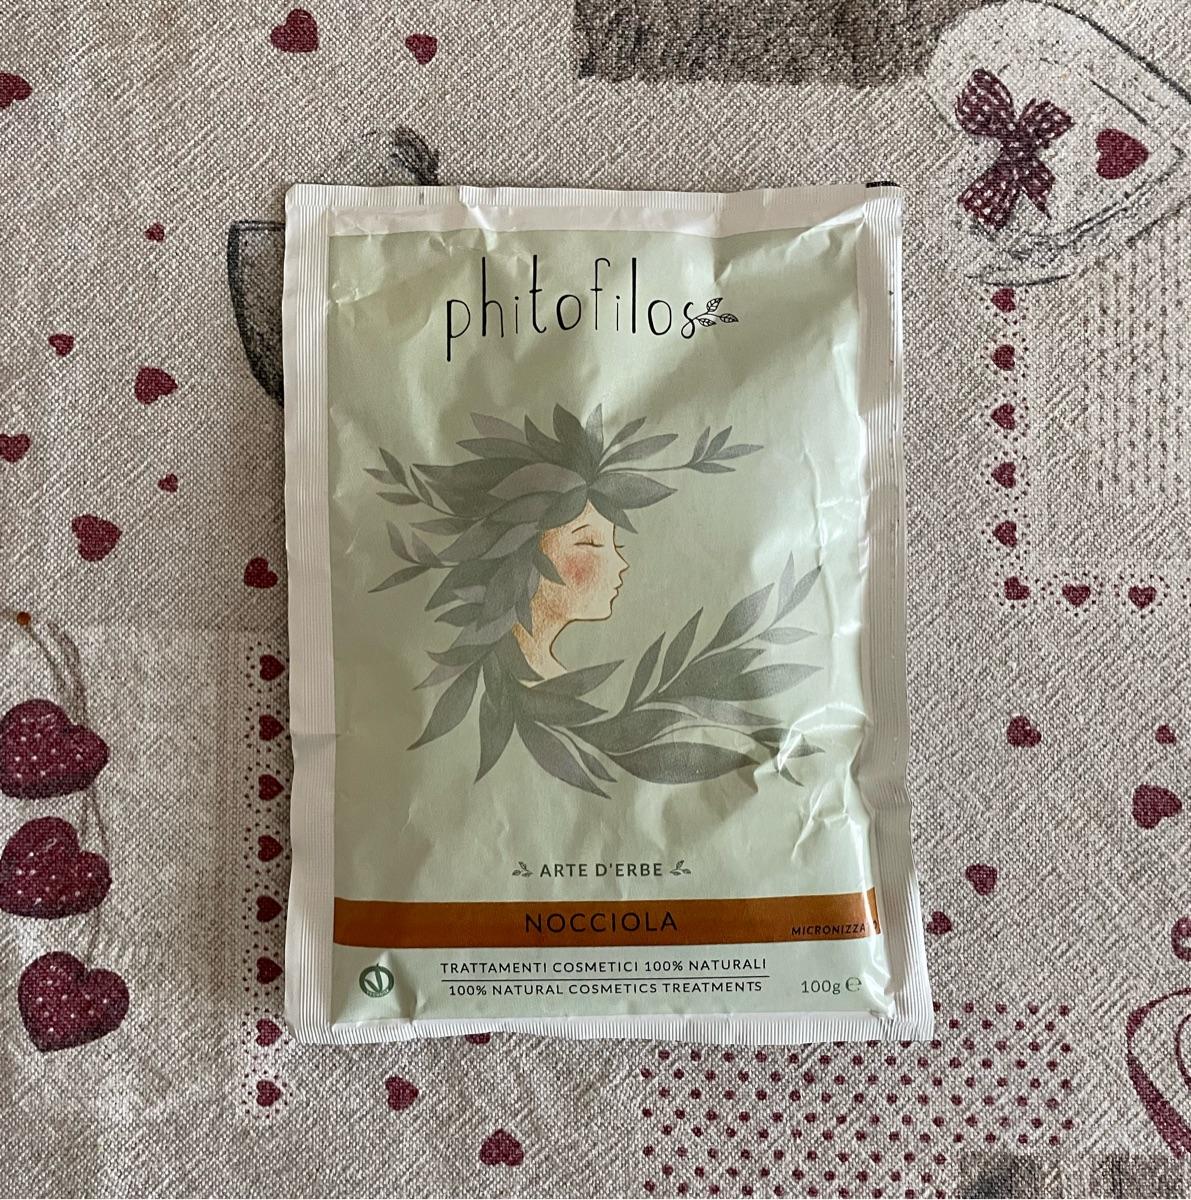 phitofilos
ARTE D'ERBE
NOCCIOLA
TRATTAMENTI COSMETICI 100% NATURALI
100% NATURAL COSMETICS TREATMENTS
100g ℮